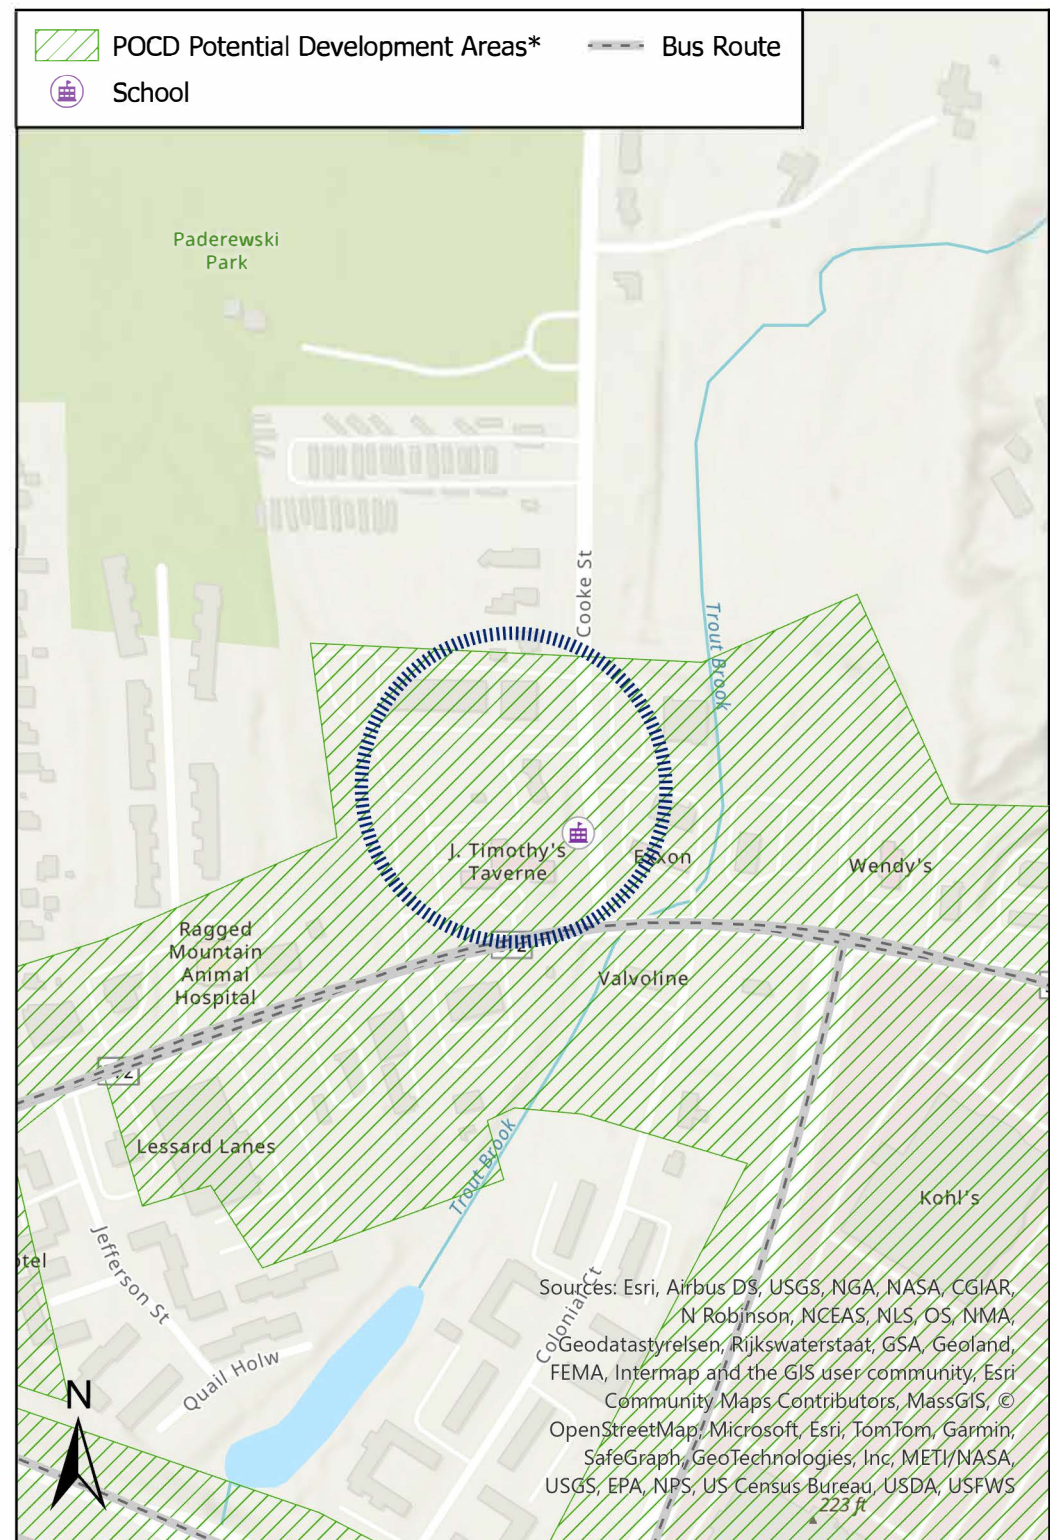 POCD Potential Development Areas*
Bus Route
School
Paderewski
Park
Cooke St
Trout Brook
J. Timothy's
Taverne
Exxon
Wendy's
Ragged
Mountain
Animal
Hospital
Valvoline
Lessard Lanes
Trout Brook
Kohl's
Jefferson St
Quail Holw
Colonial Ct
Sources: Esri, Airbus DS, USGS, NGA, NASA, CGIAR,
N Robinson, NCEAS, NLS, OS, NMA,
Geodatastyrelsen, Rijkswaterstaat, GSA, Geoland,
FEMA, Intermap and the GIS user community, Esri
Community Maps Contributors, MassGIS, ©
OpenStreetMap, Microsoft, Esri, TomTom, Garmin,
SafeGraph, GeoTechnologies, Inc, METI/NASA,
USGS, EPA, NPS, US Census Bureau, USDA, USFWS
N
223 ft